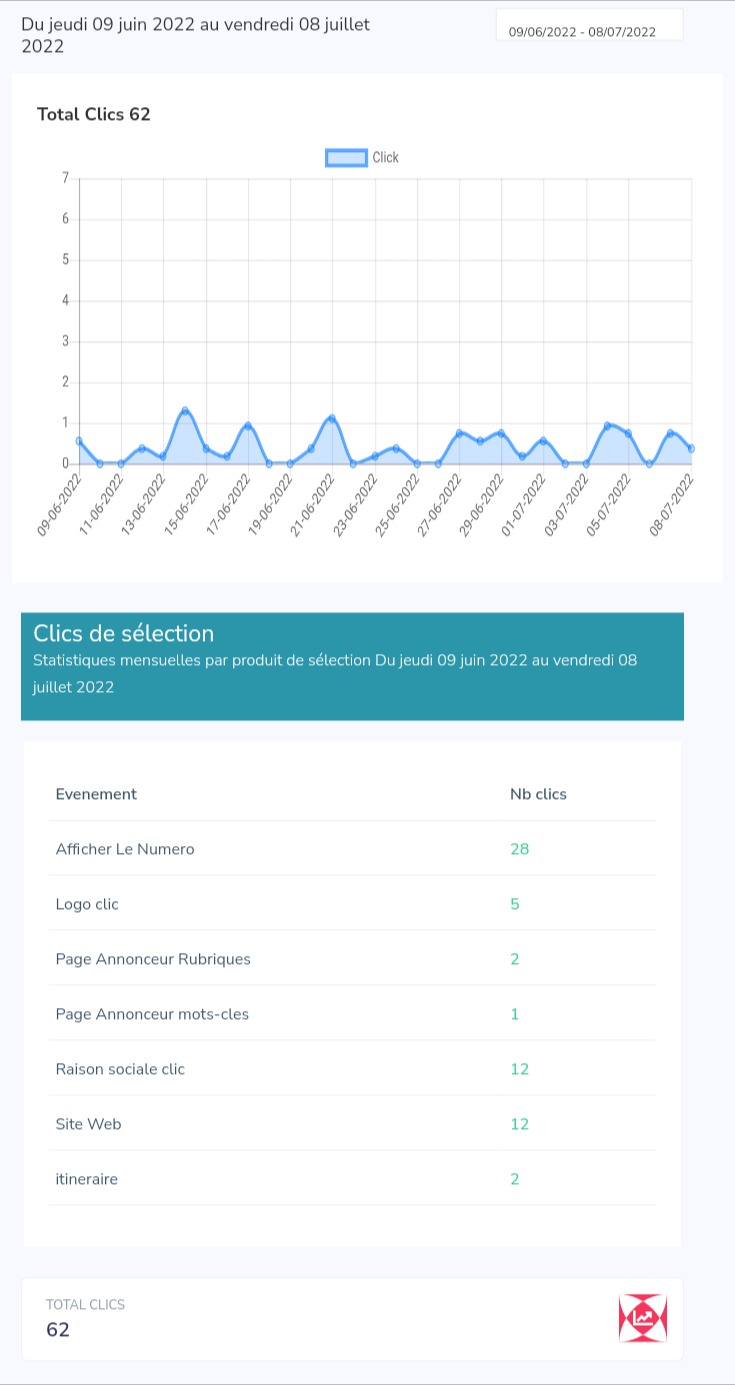 Du jeudi 09 juin 2022 au vendredi 08 juillet
2022
09/06/2022 - 08/07/2022
Total Clics 62
Click
7
6
5
4
3
2
1
0
09-06-2022
11-06-2022
13-06-2022
15-06-2022
17-06-2022
19-06-2022
21-06-2022
23-06-2022
25-06-2022
27-06-2022
29-06-2022
01-07-2022
03-07-2022
05-07-2022
08-07-2022
Clics de sélection
Statistiques mensuelles par produit de sélection Du jeudi 09 juin 2022 au vendredi 08
juillet 2022
Evenement Nb clics
Afficher Le Numero 28
Logo clic 5
Page Annonceur Rubriques 2
Page Annonceur mots-cles 1
Raison sociale clic 12
Site Web 12
itineraire 2
TOTAL CLICS
62